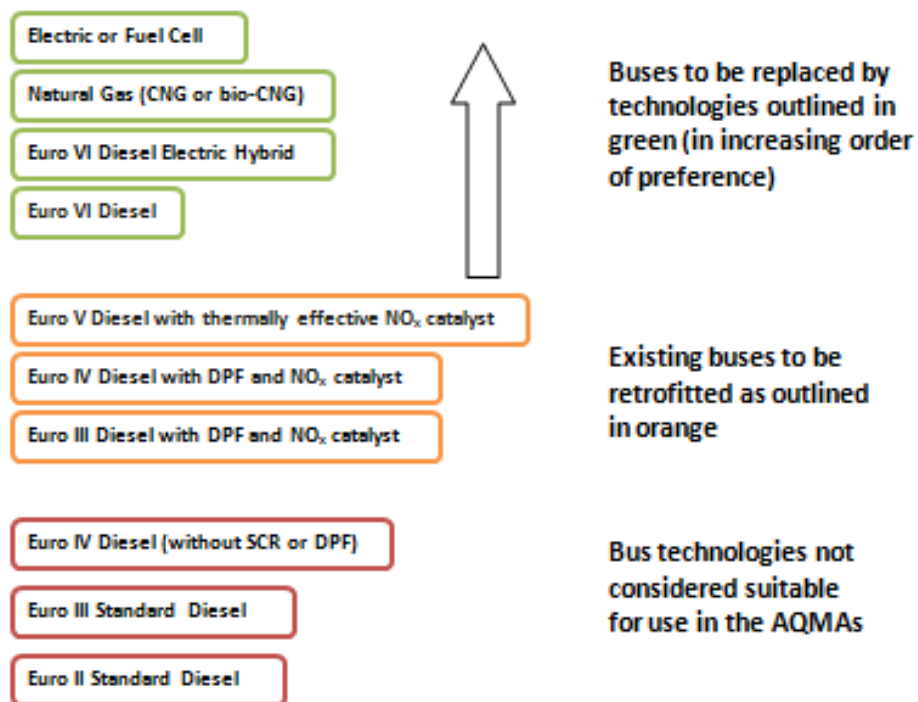 Electric or Fuel Cell
Natural Gas (CNG or bio-CNG)
Euro VI Diesel Electric Hybrid
Euro VI Diesel
Buses to be replaced by
technologies outlined in
green (in increasing order
of preference)
Euro V Diesel with thermally effective NOₓ catalyst
Euro IV Diesel with DPF and NOₓ catalyst
Euro III Diesel with DPF and NOₓ catalyst
Existing buses to be
retrofitted as outlined
in orange
Euro IV Diesel (without SCR or DPF)
Euro III Standard Diesel
Euro II Standard Diesel
Bus technologies not
considered suitable
for use in the AQMAs